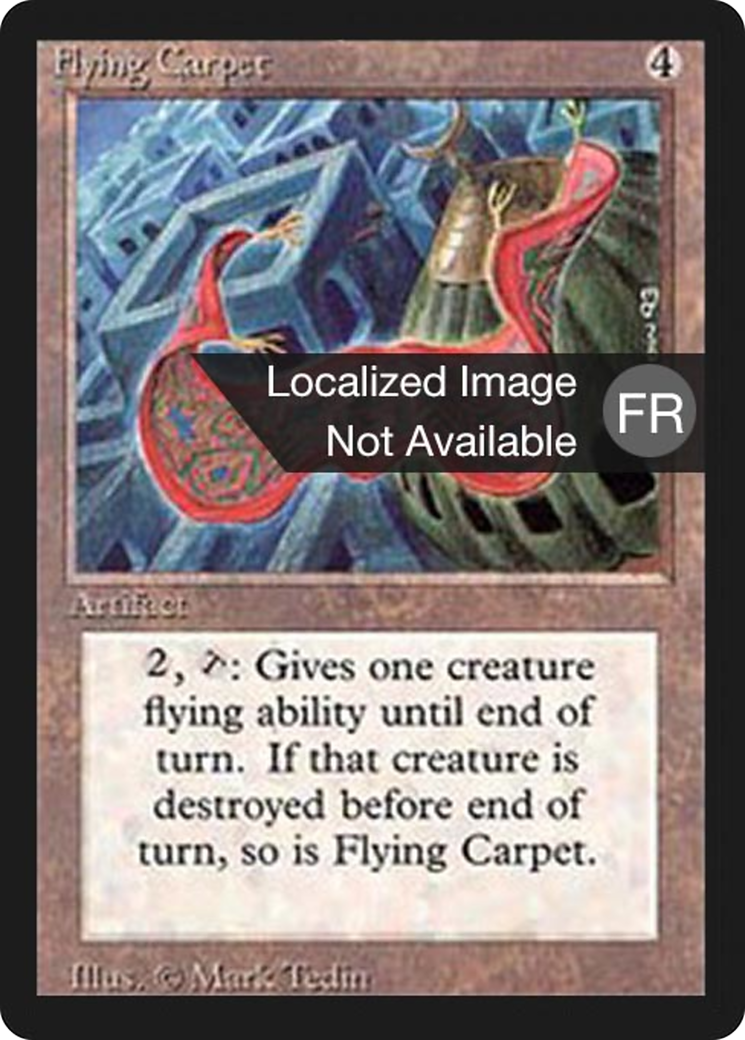 Flying Carpet 4
Localized Image
Not Available
FR
Artifact
2, T: Gives one creature
flying ability until end of
turn. If that creature is
destroyed before end of
turn, so is Flying Carpet.
Illus. © Mark Tedin